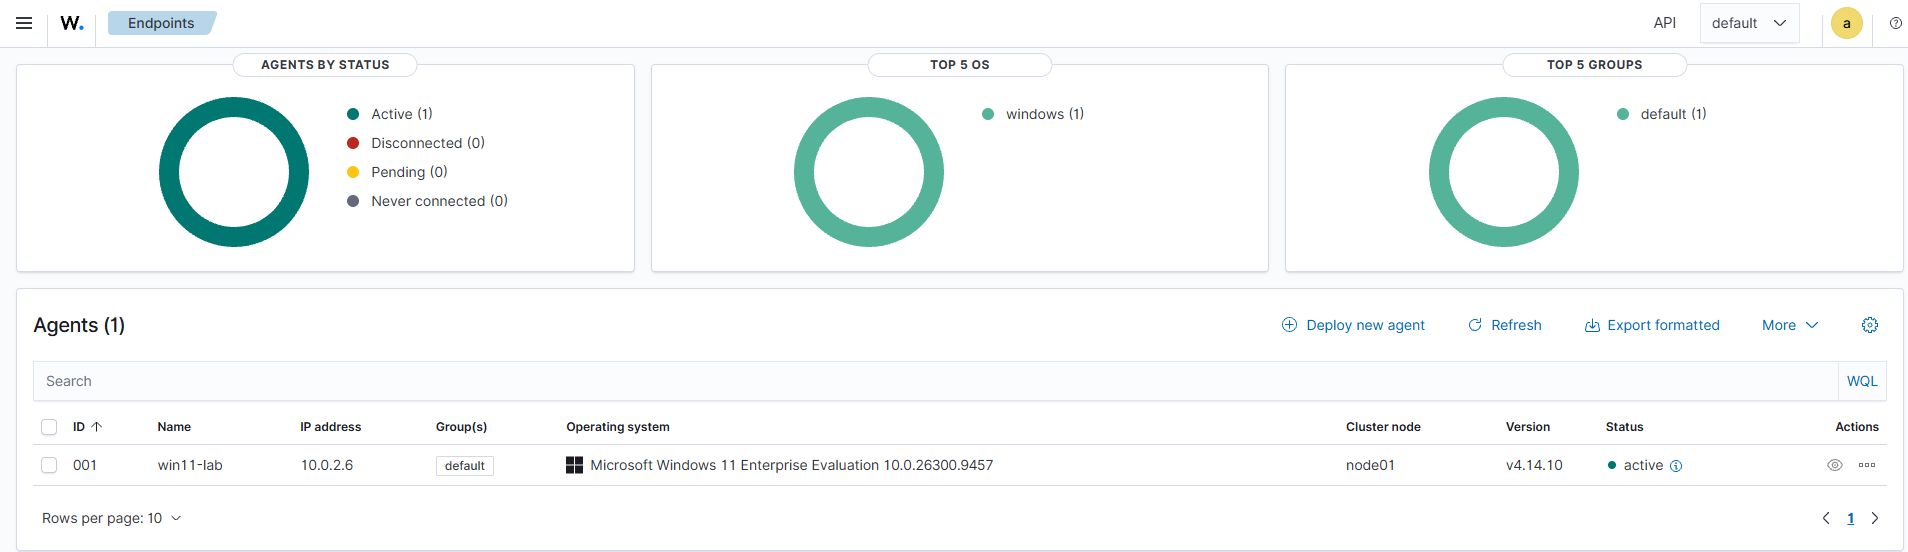 W. Endpoints API default a
AGENTS BY STATUS TOP 5 OS TOP 5 GROUPS
Active (1)
Disconnected (0)
Pending (0)
Never connected (0)
windows (1)
default (1)
Agents (1) Deploy new agent Refresh Export formatted More
Search WQL
ID Name IP address Group(s) Operating system Cluster node Version Status Actions
001 win11-lab 10.0.2.6 default Microsoft Windows 11 Enterprise Evaluation 10.0.26300.9457 node01 v4.14.10 active
Rows per page: 10 1